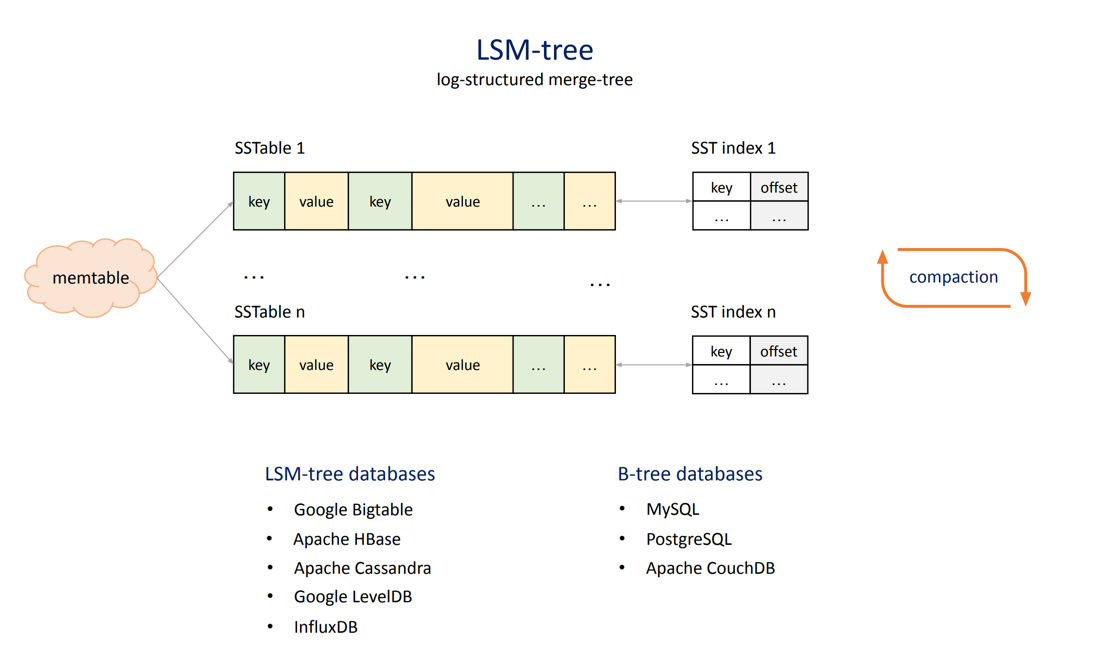 LSM-tree
log-structured merge-tree
SSTable 1
SST index 1
key value key value ... ...
key offset
... ...
memtable
... ... ...
compaction
SSTable n
SST index n
key value key value ... ...
key offset
... ...
LSM-tree databases
• Google Bigtable
• Apache HBase
• Apache Cassandra
• Google LevelDB
• InfluxDB
B-tree databases
• MySQL
• PostgreSQL
• Apache CouchDB